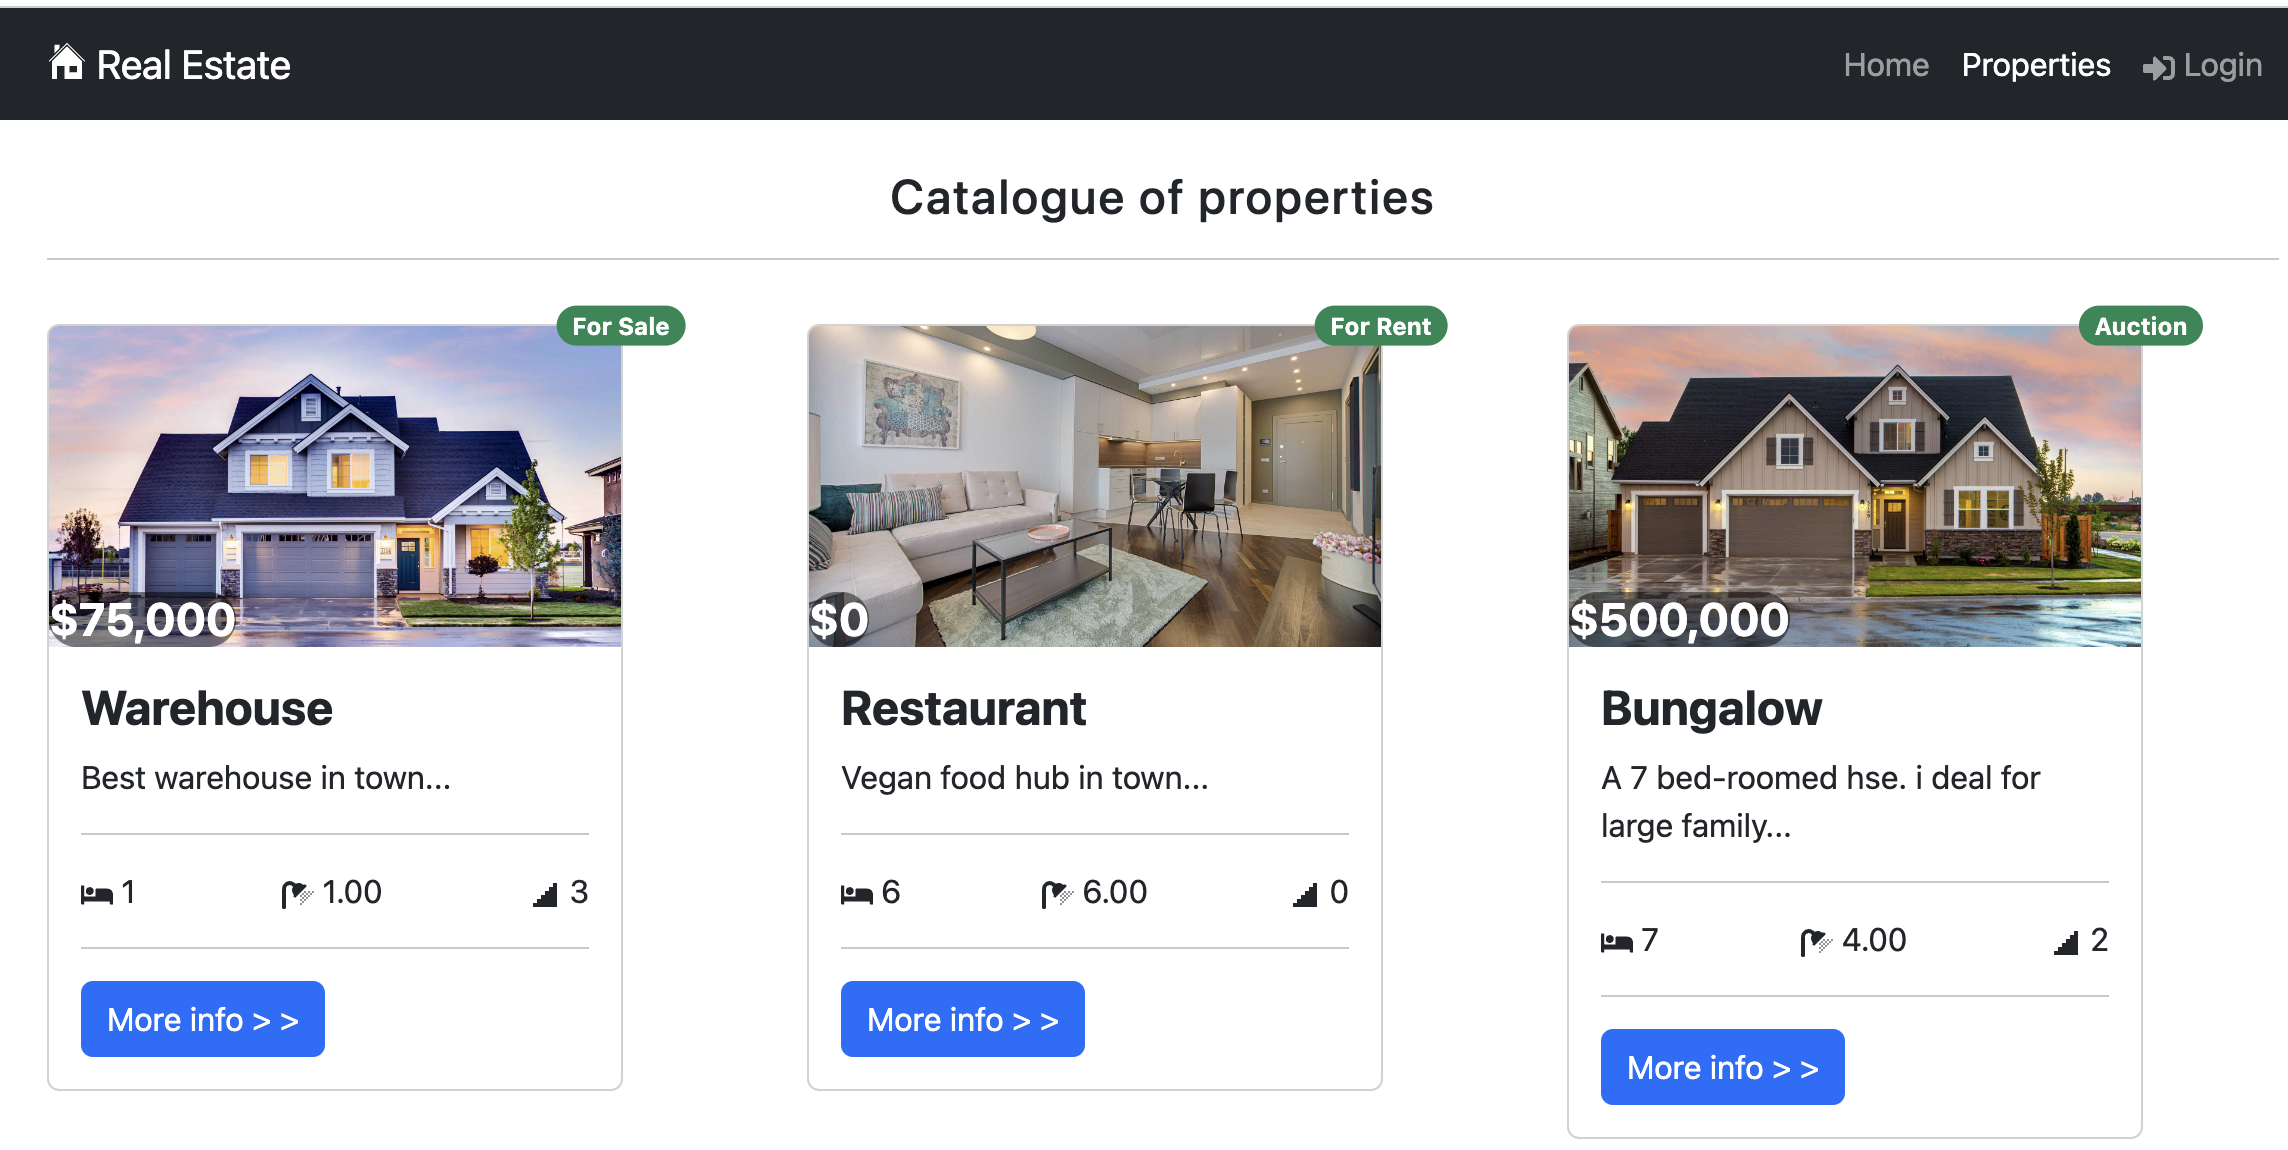 Real Estate
Home Properties Login
Catalogue of properties
For Sale
$75,000
Warehouse
Best warehouse in town...
1 1.00 3
More info > >
For Rent
$0
Restaurant
Vegan food hub in town...
6 6.00 0
More info > >
Auction
$500,000
Bungalow
A 7 bed-roomed hse. i deal for
large family...
7 4.00 2
More info > >